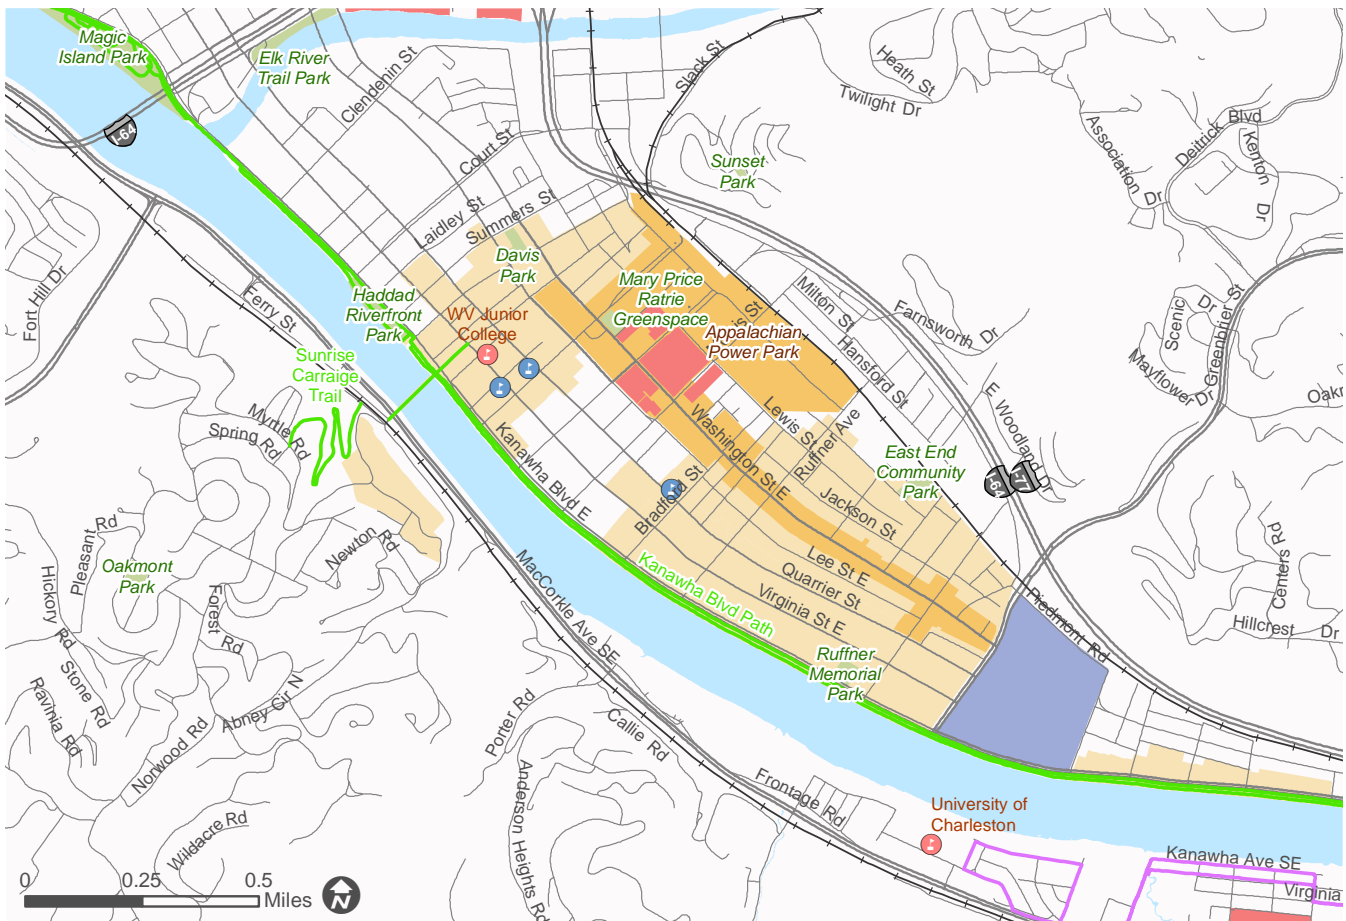 Magic
Island Park
Elk River
Trail Park
Clendenin St
Slack St
Heath St
Twilight Dr
Association Dr
Deitrick Blvd
Kenton Dr
I-64
Court St
Sunset
Park
Laidley St
Summers St
Davis
Park
Mary Price
Ratrie
Greenspace
Milton St
Farnsworth Dr
Scenic Dr
Greenbrier St
Fort Hill Dr
Ferry St
Haddad
Riverfront
Park
WV Junior
College
Appalachian
Power Park
Hansford St
Mayflower Dr
Sunrise
Carraige
Trail
E Woodland Dr
Myrtle Rd
Spring Rd
Kanawha Blvd E
Washington St E
Lewis St
Ruffner Ave
East End
Community
Park
I-64
I-77
Bradford St
Jackson St
Pleasant Rd
Newton Rd
Oakmont
Park
Hickory Rd
Forest Rd
MacCorkle Ave SE
Kanawha Blvd Path
Lee St E
Quarrier St
Virginia St E
Piedmont Rd
Centers Rd
Hillcrest Dr
Stone Rd
Ravinia Rd
Norwood Rd
Abney Cir N
Ruffner
Memorial
Park
Porter Rd
Callie Rd
Anderson Heights Rd
Frontage Rd
University of
Charleston
Wildacre Rd
Kanawha Ave SE
Virginia
0 0.25 0.5
Miles
N